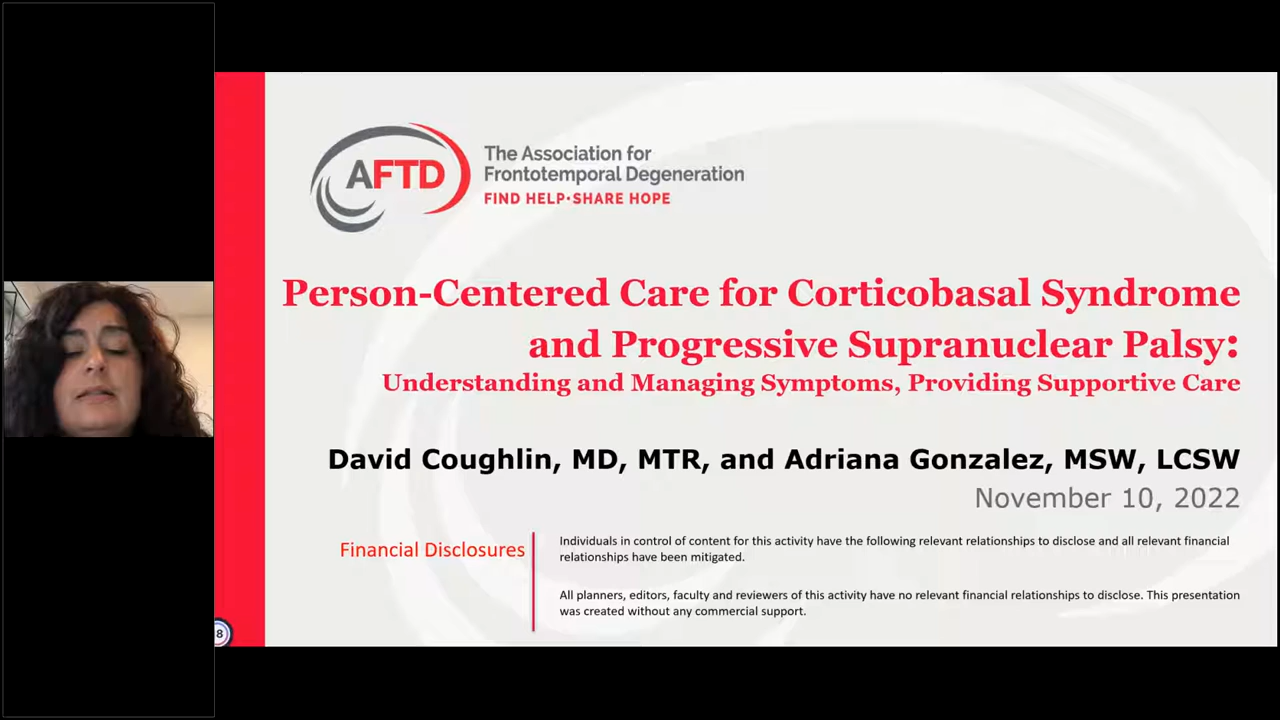 AFTD
The Association for
Frontotemporal Degeneration
FIND HELP·SHARE HOPE
Person-Centered Care for Corticobasal Syndrome
and Progressive Supranuclear Palsy:
Understanding and Managing Symptoms, Providing Supportive Care
David Coughlin, MD, MTR, and Adriana Gonzalez, MSW, LCSW
November 10, 2022
Financial Disclosures
Individuals in control of content for this activity have the following relevant relationships to disclose and all relevant financial
relationships have been mitigated.
All planners, editors, faculty and reviewers of this activity have no relevant financial relationships to disclose. This presentation
was created without any commercial support.
8